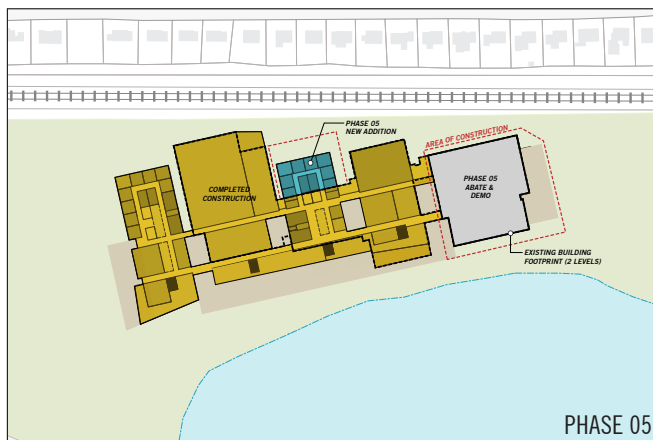 PHASE 05
NEW ADDITION
AREA OF CONSTRUCTION
COMPLETED
CONSTRUCTION
PHASE 05
ABATE &
DEMO
EXISTING BUILDING
FOOTPRINT (2 LEVELS)
PHASE 05